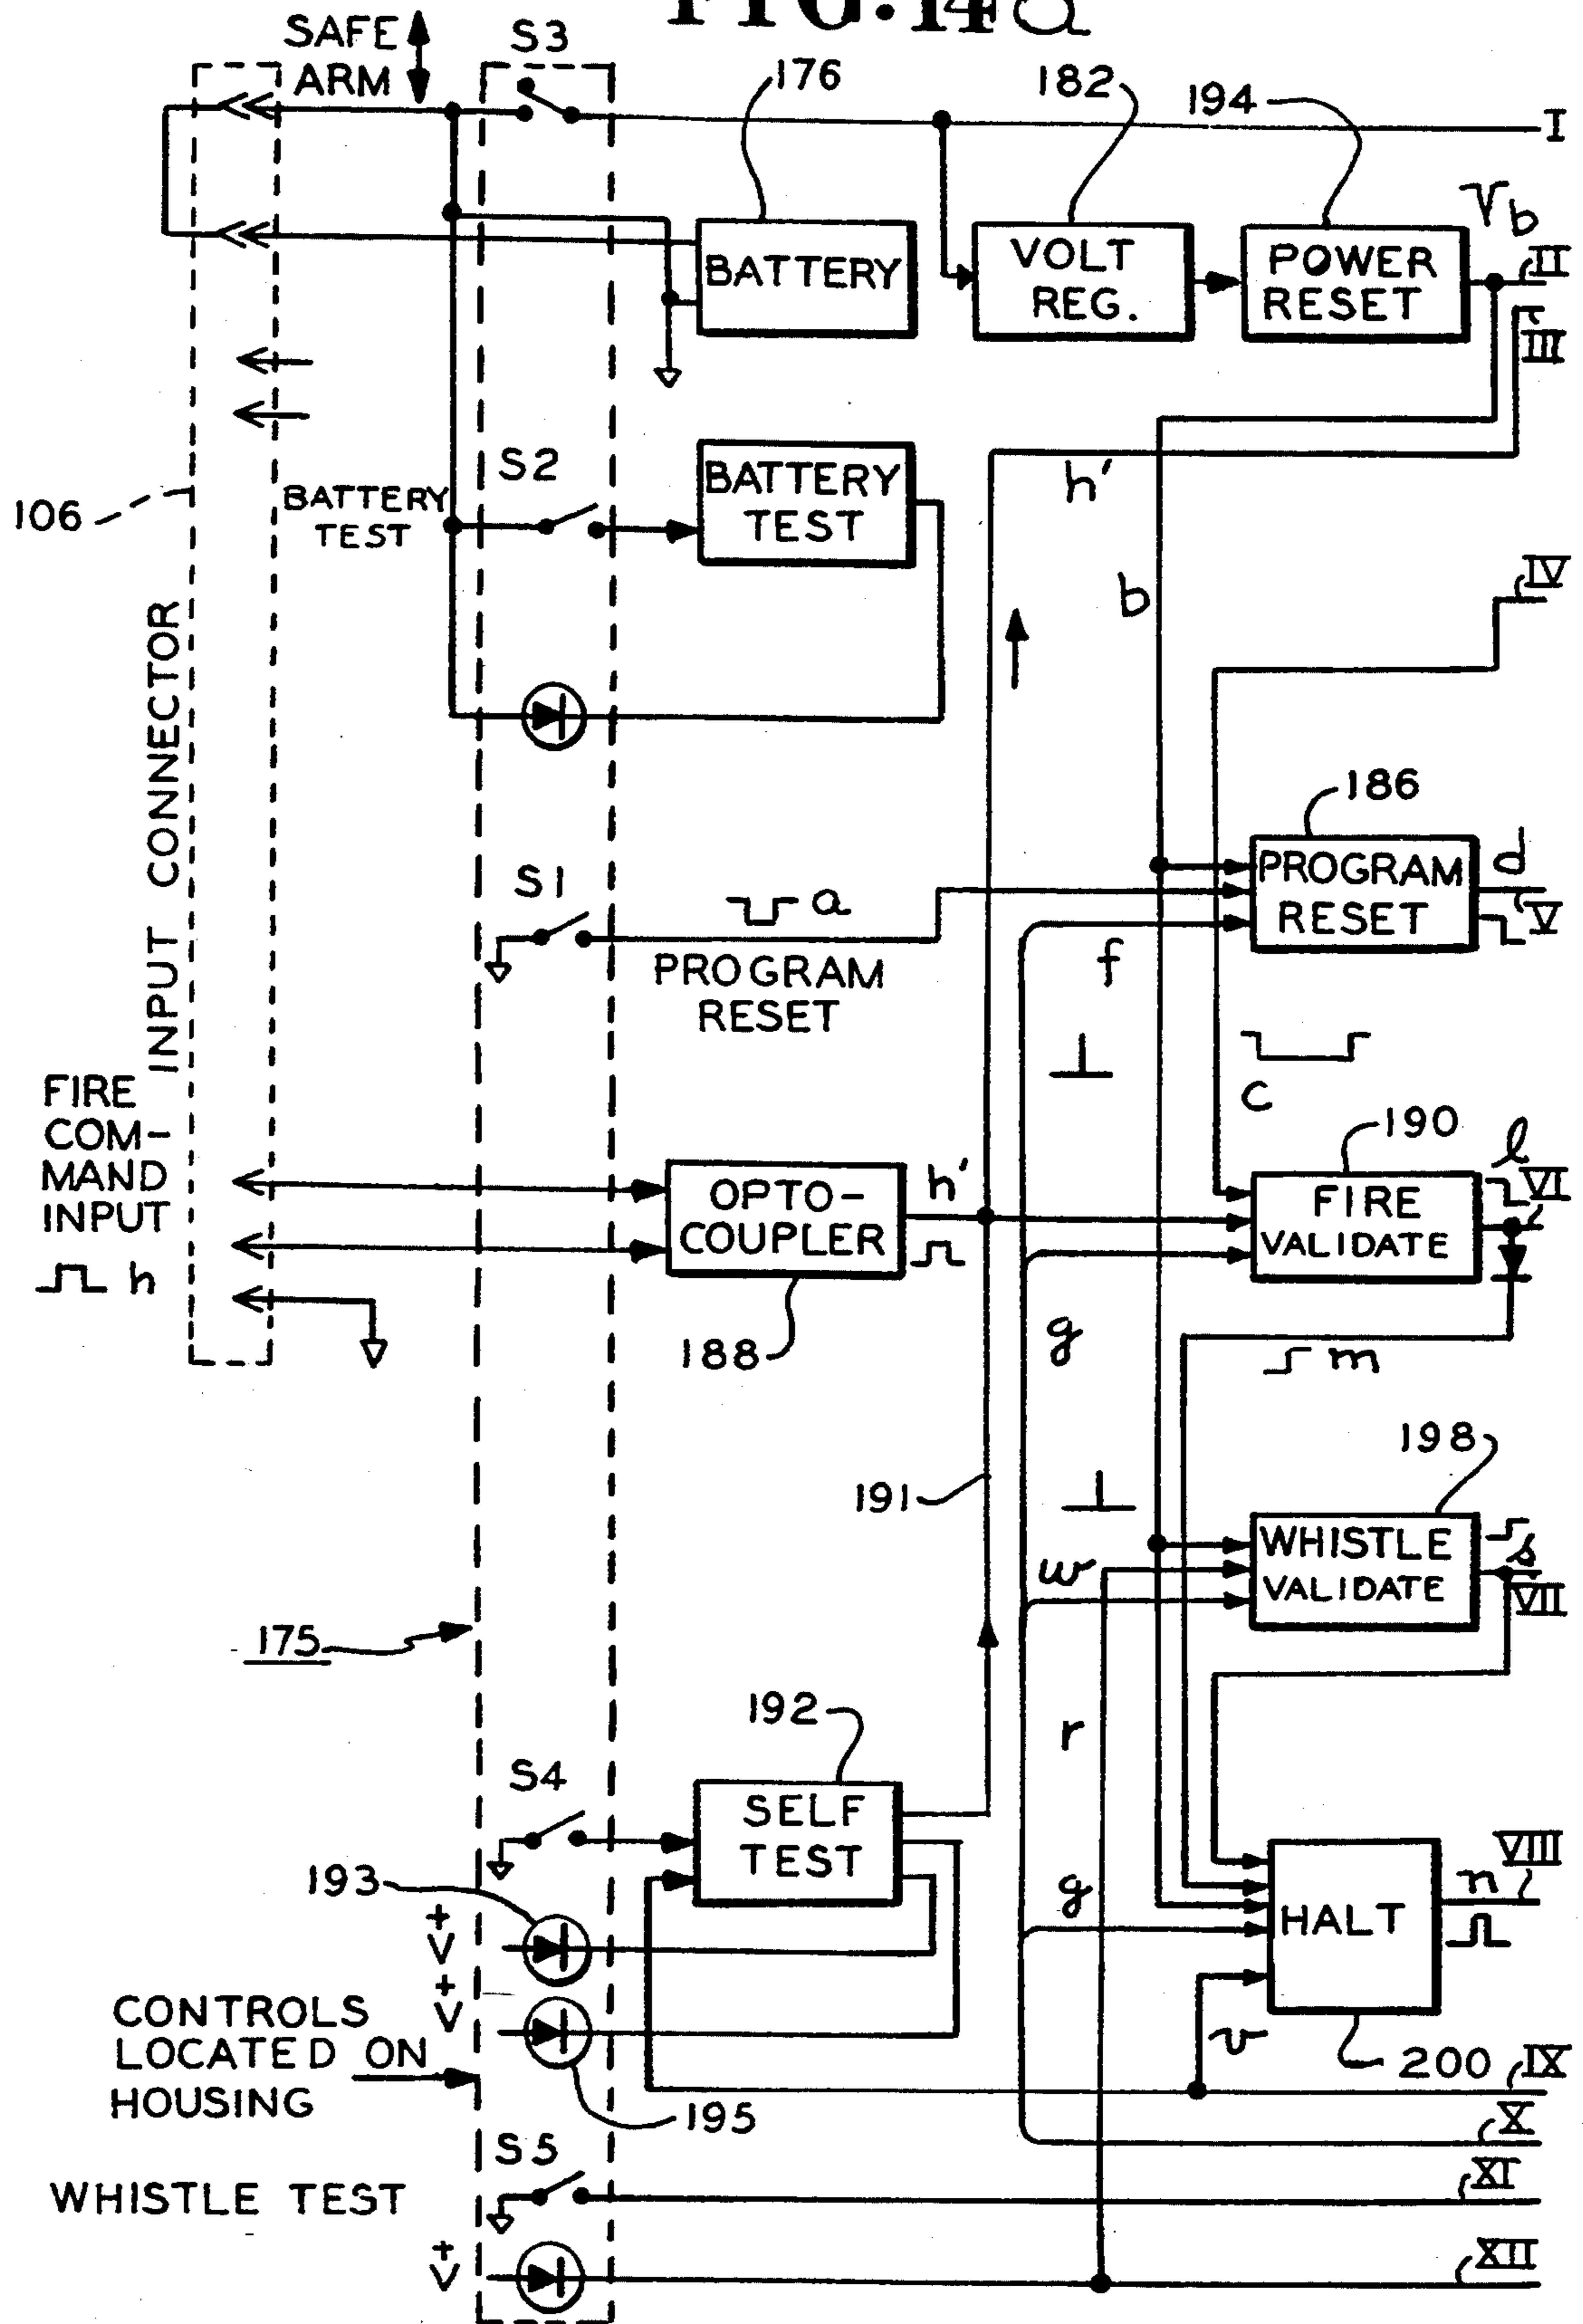 FIG. 14a
SAFE
ARM
S3
176
182
194
I
V b
II
BATTERY
VOLT
REG.
POWER
RESET
III
S2
BATTERY
TEST
h'
106
BATTERY
TEST
b
IV
INPUT CONNECTOR
186
S1
a
PROGRAM
RESET
d
V
PROGRAM
RESET
f
c
FIRE
COM-
MAND
INPUT
h
190
l
VI
OPTO-
COUPLER
h'
FIRE
VALIDATE
188
g
m
198
191
WHISTLE
VALIDATE
s
VII
w
175
192
r
S4
SELF
TEST
VIII
193
g
HALT
n
+
V
+
V
CONTROLS
LOCATED ON
HOUSING
v
200
IX
195
X
S5
XI
WHISTLE TEST
+
V
XII